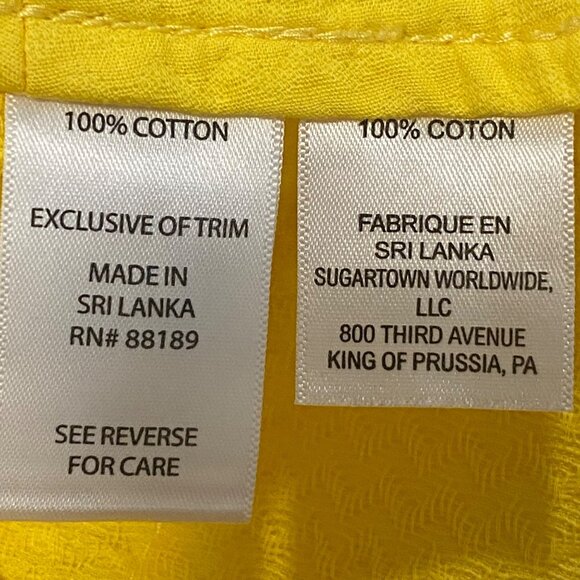 100% COTTON
EXCLUSIVE OF TRIM
MADE IN
SRI LANKA
RN# 88189
SEE REVERSE
FOR CARE
100% COTON
FABRIQUE EN
SRI LANKA
SUGARTOWN WORLDWIDE,
LLC
800 THIRD AVENUE
KING OF PRUSSIA, PA